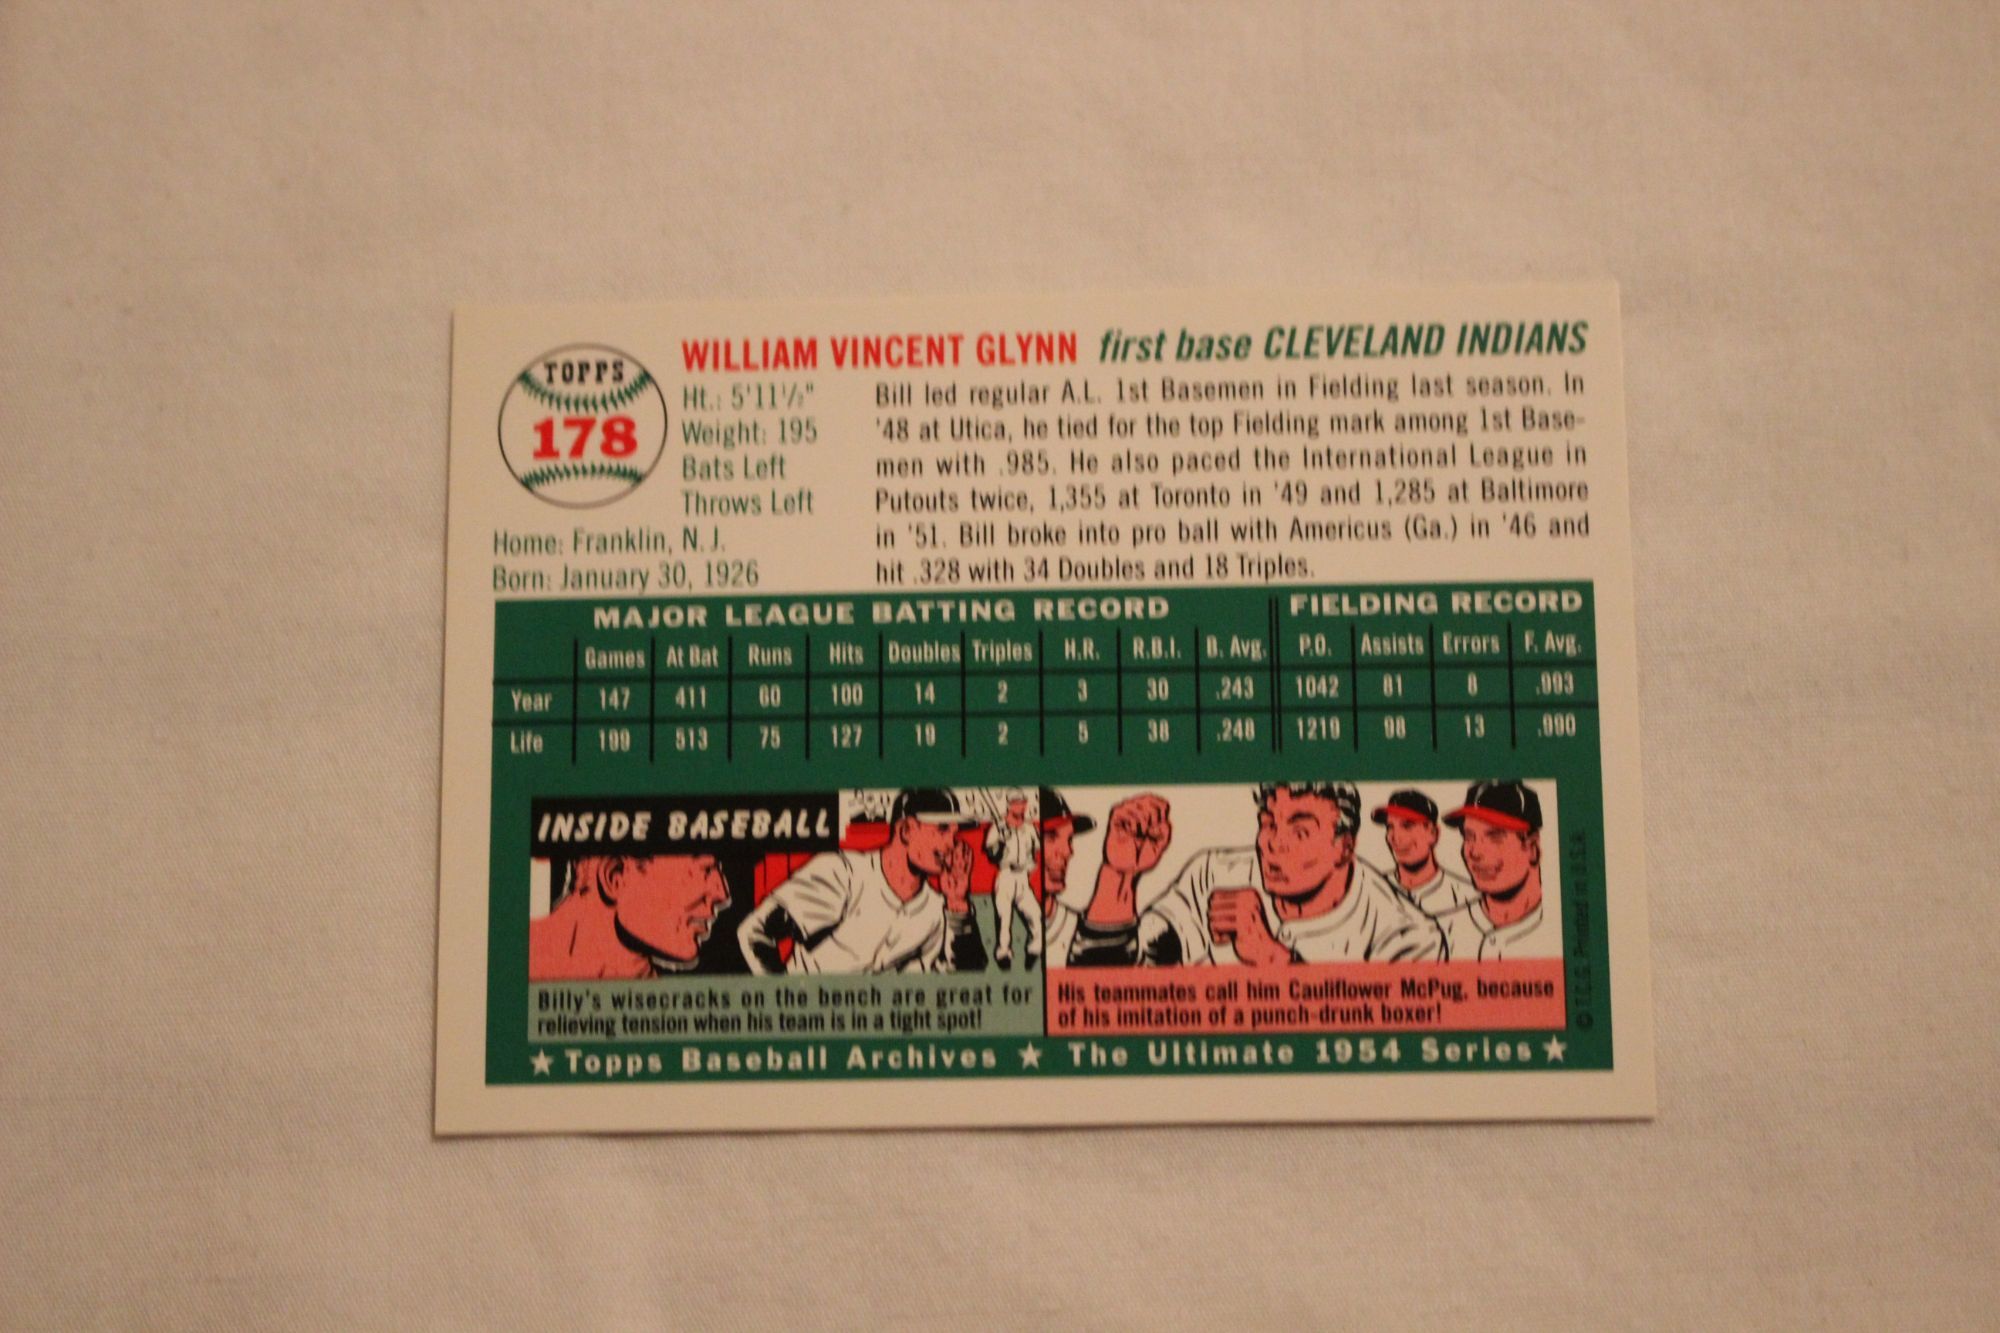 TOPPS
178
WILLIAM VINCENT GLYNN first base CLEVELAND INDIANS
Ht.: 5'11½"
Weight: 195
Bats Left
Throws Left
Home: Franklin, N. J.
Born: January 30, 1926
Bill led regular A.L. 1st Basemen in Fielding last season. In
'48 at Utica, he tied for the top Fielding mark among 1st Base-
men with .985. He also paced the International League in
Putouts twice, 1,355 at Toronto in '49 and 1,285 at Baltimore
in '51. Bill broke into pro ball with Americus (Ga.) in '46 and
hit .328 with 34 Doubles and 18 Triples.
MAJOR LEAGUE BATTING RECORD FIELDING RECORD
Games At Bat Runs Hits Doubles Triples H.R. R.B.I. B. Avg. P.O. Assists Errors F. Avg.
Year 147 411 60 100 14 2 3 30 .243 1042 81 8 .993
Life 199 513 75 127 19 2 5 38 .248 1219 98 13 .990
INSIDE BASEBALL
Billy's wisecracks on the bench are great for
relieving tension when his team is in a tight spot!
His teammates call him Cauliflower McPug, because
of his imitation of a punch-drunk boxer!
© T.C.G. Printed in U.S.A.
★ Topps Baseball Archives ★ The Ultimate 1954 Series ★